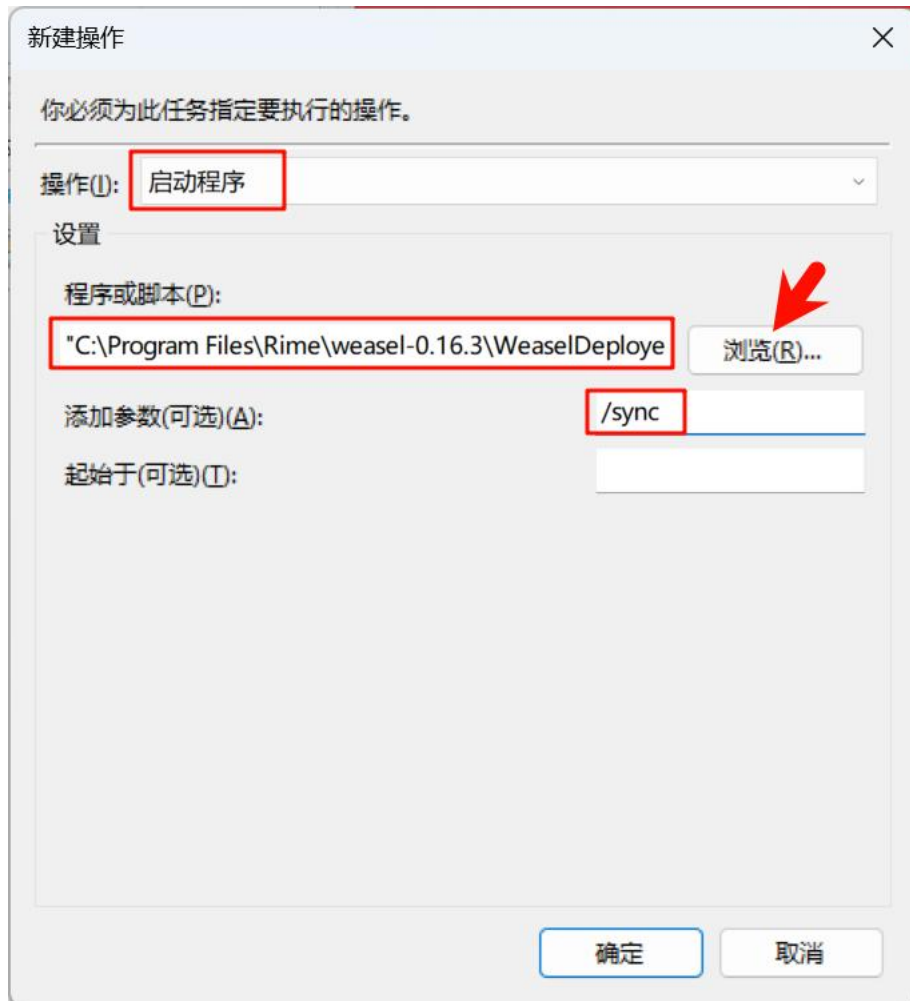 新建操作
你必须为此任务指定要执行的操作。
操作(I): 启动程序
设置
程序或脚本(P):
"C:\Program Files\Rime\weasel-0.16.3\WeaselDeploye 浏览(R)...
添加参数(可选)(A): /sync
起始于(可选)(T):
确定 取消